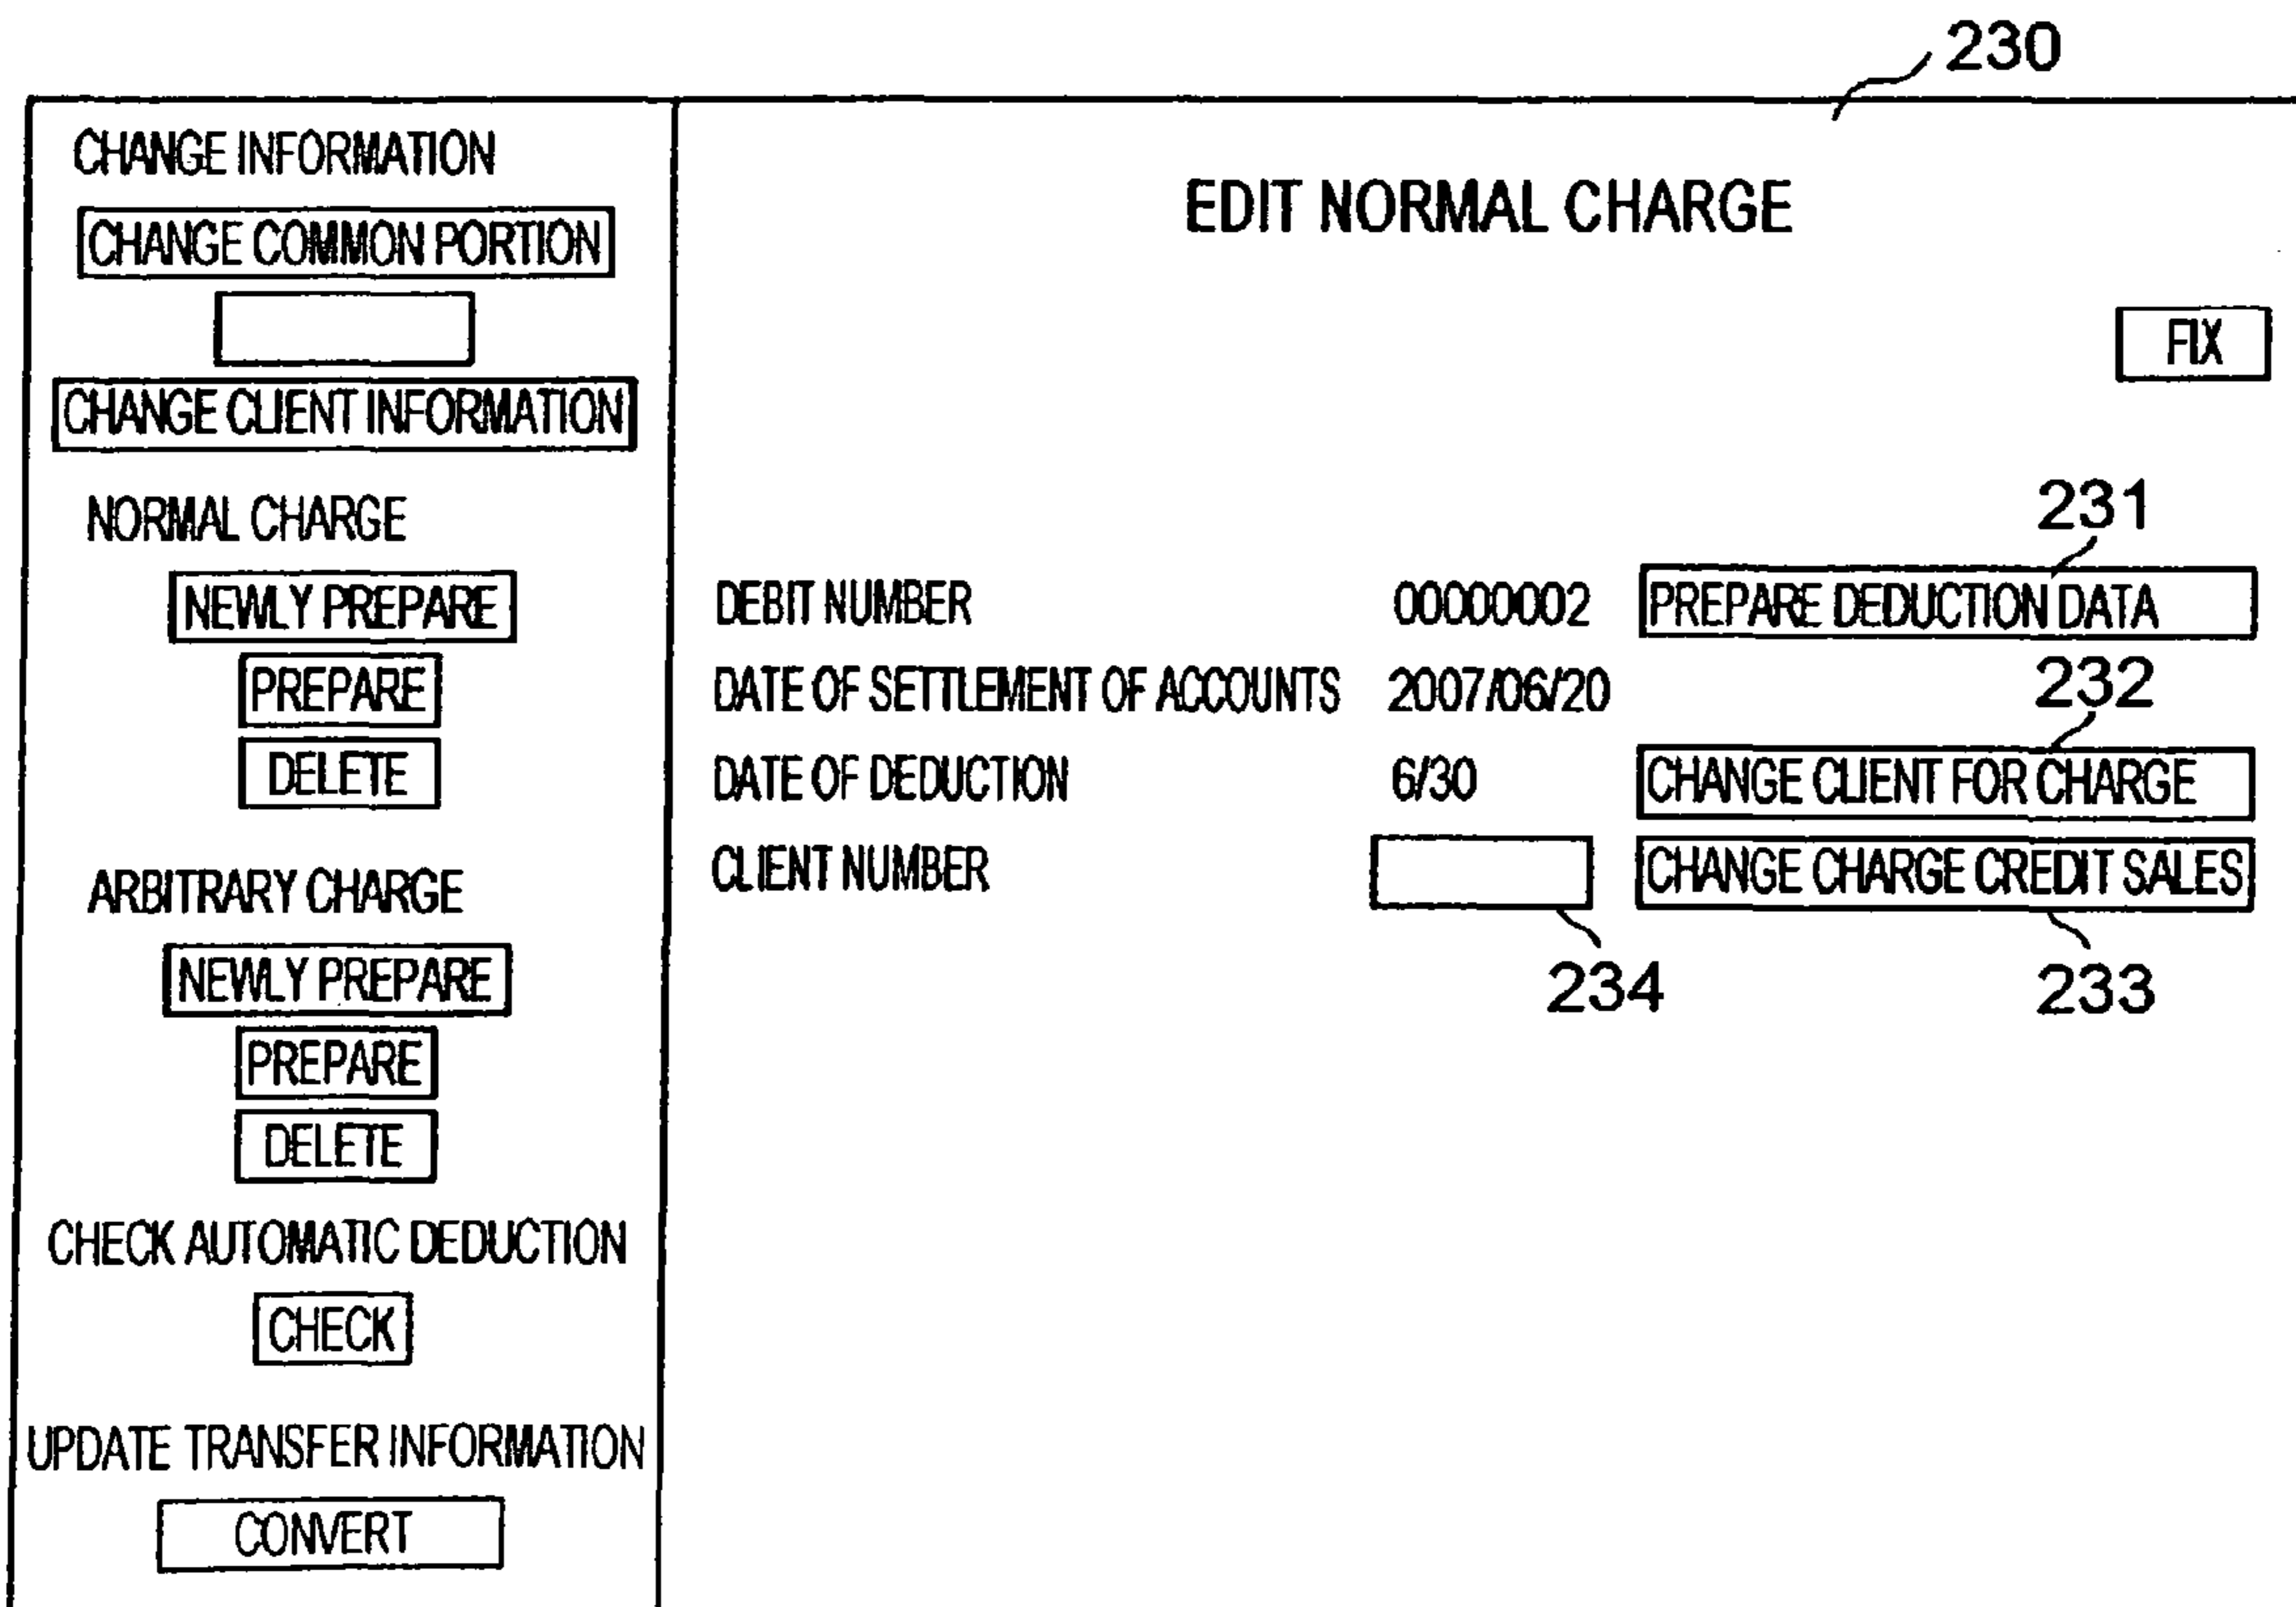 230
CHANGE INFORMATION
CHANGE COMMON PORTION
CHANGE CLIENT INFORMATION
NORMAL CHARGE
NEWLY PREPARE
PREPARE
DELETE
ARBITRARY CHARGE
NEWLY PREPARE
PREPARE
DELETE
CHECK AUTOMATIC DEDUCTION
CHECK
UPDATE TRANSFER INFORMATION
CONVERT
EDIT NORMAL CHARGE
FIX
231
DEBIT NUMBER 00000002 PREPARE DEDUCTION DATA
DATE OF SETTLEMENT OF ACCOUNTS 2007/06/20 232
DATE OF DEDUCTION 6/30 CHANGE CLIENT FOR CHARGE
CLIENT NUMBER CHANGE CHARGE CREDIT SALES
234 233